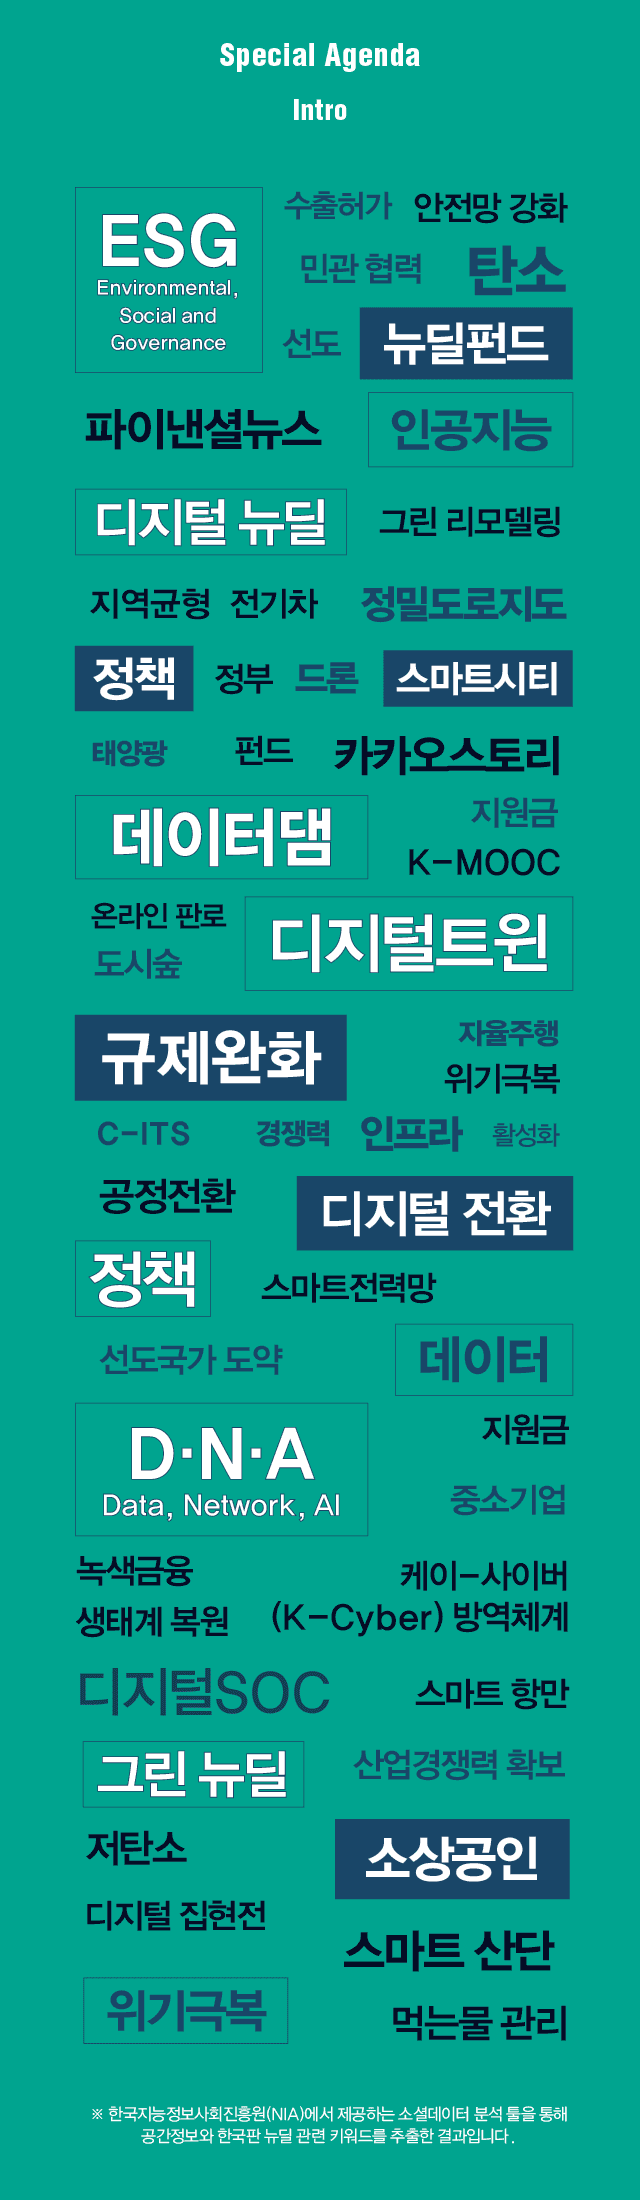 Special Agenda
Intro
ESG
Environmental,
Social and
Governance
수출허가 안전망 강화
민관 협력 탄소
선도 뉴딜펀드
파이낸셜뉴스 인공지능
디지털 뉴딜 그린 리모델링
지역균형 전기차 정밀도로지도
정책 정부 드론 스마트시티
태양광 펀드 카카오스토리
데이터댐 지원금
K-MOOC
온라인 판로 디지털트윈
도시숲
규제완화 자율주행
위기극복
C-ITS 경쟁력 인프라 활성화
공정전환 디지털 전환
정책 스마트전력망
선도국가 도약 데이터
D·N·A
Data, Network, AI
지원금
중소기업
녹색금융 케이-사이버
생태계 복원 (K-Cyber) 방역체계
디지털SOC 스마트 항만
그린 뉴딜 산업경쟁력 확보
저탄소 소상공인
디지털 집현전
스마트 산단
위기극복 먹는물 관리
※ 한국지능정보사회진흥원(NIA)에서 제공하는 소셜데이터 분석 툴을 통해
공간정보와 한국판 뉴딜 관련 키워드를 추출한 결과입니다.